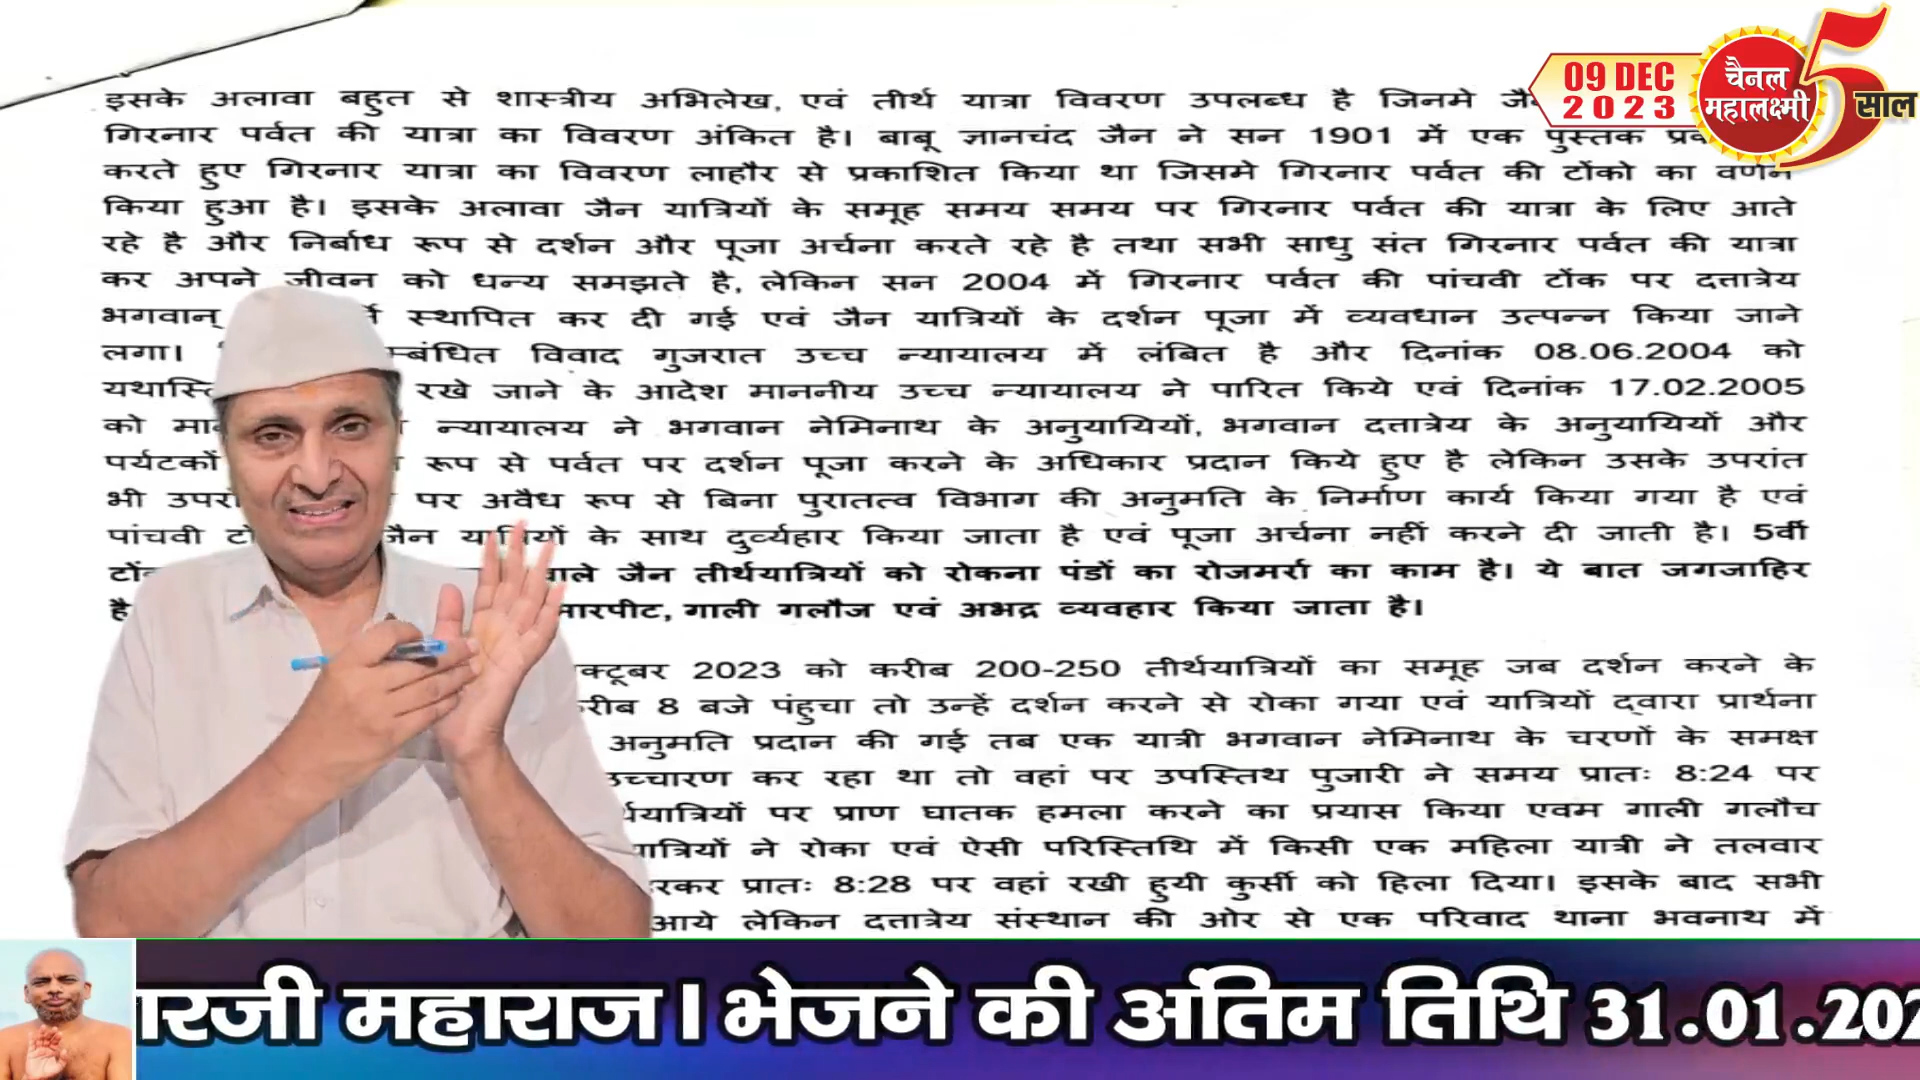 09 DEC
2023
चैनल
महालक्ष्मी
5
साल
इसके अलावा बहुत से शास्त्रीय अभिलेख, एवं तीर्थ यात्रा विवरण उपलब्ध है जिनमे
गिरनार पर्वत की यात्रा का विवरण अंकित है। बाबू ज्ञानचंद जैन ने सन 1901 में एक पुस्तक
करते हुए गिरनार यात्रा का विवरण लाहौर से प्रकाशित किया था जिसमे गिरनार पर्वत की टोंको का वर्णन
किया हुआ है। इसके अलावा जैन यात्रियों के समूह समय समय पर गिरनार पर्वत की यात्रा के लिए आते
रहे है और निर्बाध रूप से दर्शन और पूजा अर्चना करते रहे है तथा सभी साधु संत गिरनार पर्वत की यात्रा
कर अपने जीवन को धन्य समझते है, लेकिन सन 2004 में गिरनार पर्वत की पांचवी टोंक पर दत्तात्रेय
भगवान् स्थापित कर दी गई एवं जैन यात्रियों के दर्शन पूजा में व्यवधान उत्पन्न किया जाने
लगा। म्बंधित विवाद गुजरात उच्च न्यायालय में लंबित है और दिनांक 08.06.2004 को
रखे जाने के आदेश माननीय उच्च न्यायालय ने पारित किये एवं दिनांक 17.02.2005
को न्यायालय ने भगवान नेमिनाथ के अनुयायियों, भगवान दत्तात्रेय के अनुयायियों और
पर्यटकों रूप से पर्वत पर दर्शन पूजा करने के अधिकार प्रदान किये हुए है लेकिन उसके उपरांत
भी पर अवैध रूप से बिना पुरातत्व विभाग की अनुमति के निर्माण कार्य किया गया है एवं
पांचवी जैन यात्रियों के साथ दुर्व्यहार किया जाता है एवं पूजा अर्चना नहीं करने दी जाती है। 5वीं
वाले जैन तीर्थयात्रियों को रोकना पंडों का रोजमर्रा का काम है। ये बात जगजाहिर
है मारपीट, गाली गलौज एवं अभद्र व्यवहार किया जाता है।
क्टूबर 2023 को करीब 200-250 तीर्थयात्रियों का समूह जब दर्शन करने के
करीब 8 बजे पंहुचा तो उन्हें दर्शन करने से रोका गया एवं यात्रियों द्वारा प्रार्थना
अनुमति प्रदान की गई तब एक यात्री भगवान नेमिनाथ के चरणों के समक्ष
उच्चारण कर रहा था तो वहां पर उपस्तिथ पुजारी ने समय प्रातः 8:24 पर
र्थयात्रियों पर प्राण घातक हमला करने का प्रयास किया एवम गाली गलौच
यात्रियों ने रोका एवं ऐसी परिस्तिथि में किसी एक महिला यात्री ने तलवार
प्रातः 8:28 पर वहां रखी हुयी कुर्सी को हिला दिया। इसके बाद सभी
आये लेकिन दत्तात्रेय संस्थान की ओर से एक परिवाद थाना भवनाथ में
गरजी महाराज। भेजने की अंतिम तिथि 31.01.202